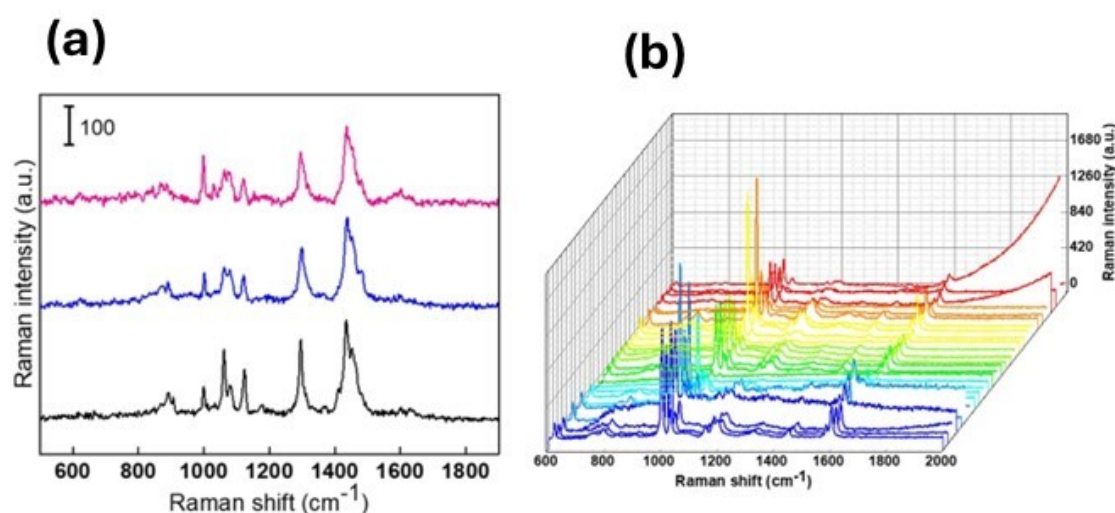 (a)
(b)
100
Raman intensity (a.u.)
600 800 1000 1200 1400 1600 1800
Raman shift (cm⁻¹)
1680
1260
840
420
0
Raman intensity (a.u.)
600 1000 1200 1400 1600 1800 2000
Raman shift (cm⁻¹)